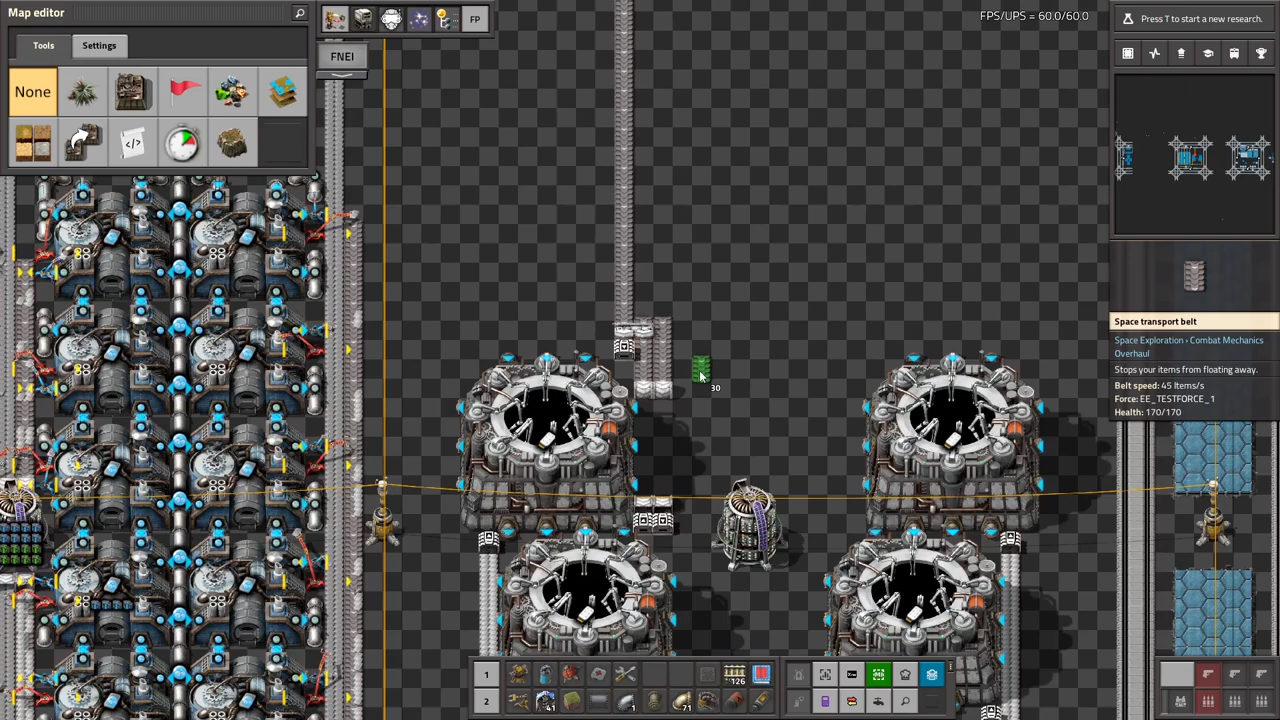 Map editor
Tools
Settings
None
FP
FNEI
FPS/UPS = 60.0/60.0
Press T to start a new research.
Space transport belt
Space Exploration › Combat Mechanics
Overhaul
Stops your items from floating away.
Belt speed: 45 Items/s
Force: EE_TESTFORCE_1
Health: 170/170
30
1
126
2
41
1
71